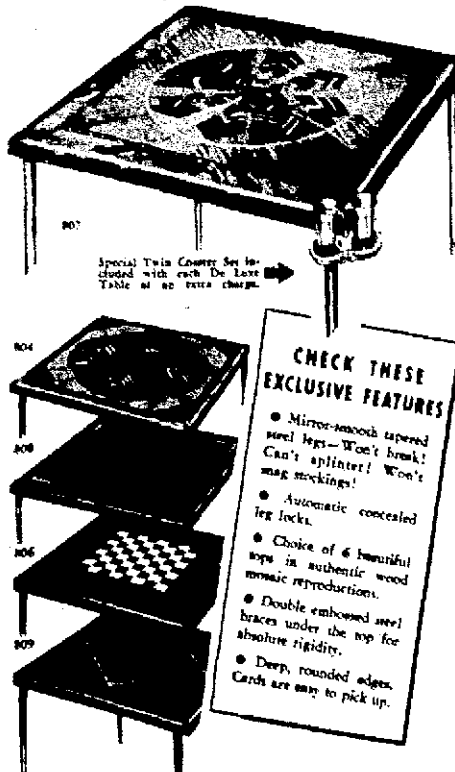 807
Special Twin Coaster Set in-
cluded with each De Luxe
Table at no extra charge.
804
808
CHECK THESE
EXCLUSIVE FEATURES
● Mirror-smooth tapered
steel legs—Won't break!
Can't splinter! Won't
snag stockings!
● Automatic concealed
leg locks.
● Choice of 6 beautiful
tops in authentic wood
mosaic reproductions.
● Double embossed steel
braces under the top for
absolute rigidity.
● Deep, rounded edges.
Cards are easy to pick up.
806
809